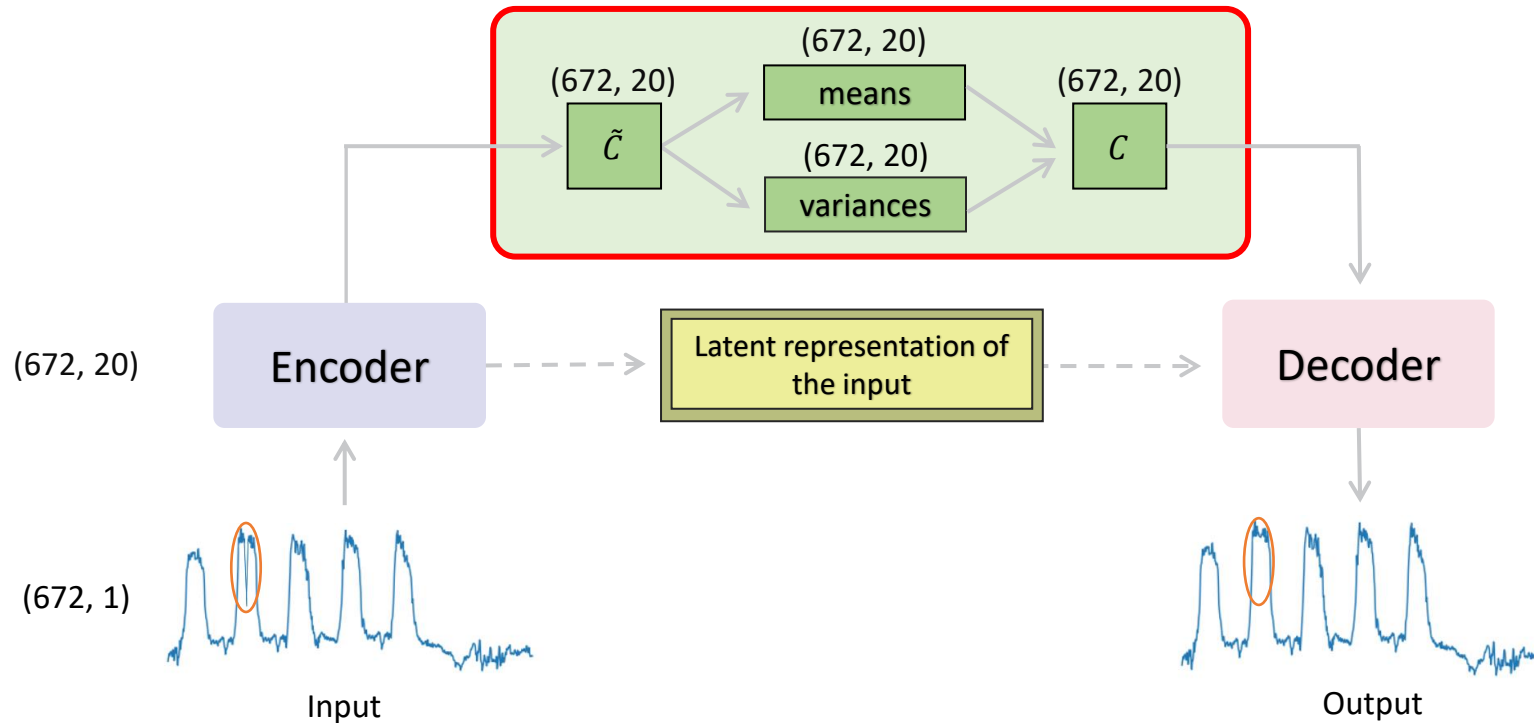 (672, 20)
(672, 20)
means
(672, 20)
C̃
(672, 20)
variances
C
Encoder
Latent representation of
the input
Decoder
(672, 20)
(672, 1)
Input
Output